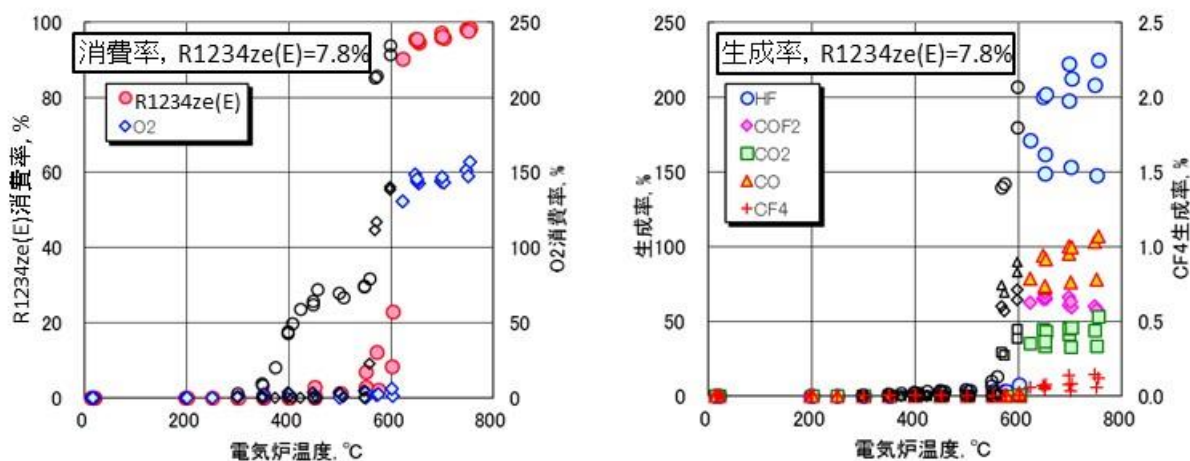 消費率, R1234ze(E)=7.8%
R1234ze(E)
O2
R1234ze(E)消費率, %
100
80
60
40
20
0
O2消費率, %
250
200
150
100
50
0
0 200 400 600 800
電気炉温度, ℃
生成率, R1234ze(E)=7.8%
HF
COF2
CO2
CO
CF4
生成率, %
250
200
150
100
50
0
CF4生成率, %
2.5
2.0
1.5
1.0
0.5
0.0
0 200 400 600 800
電気炉温度, ℃